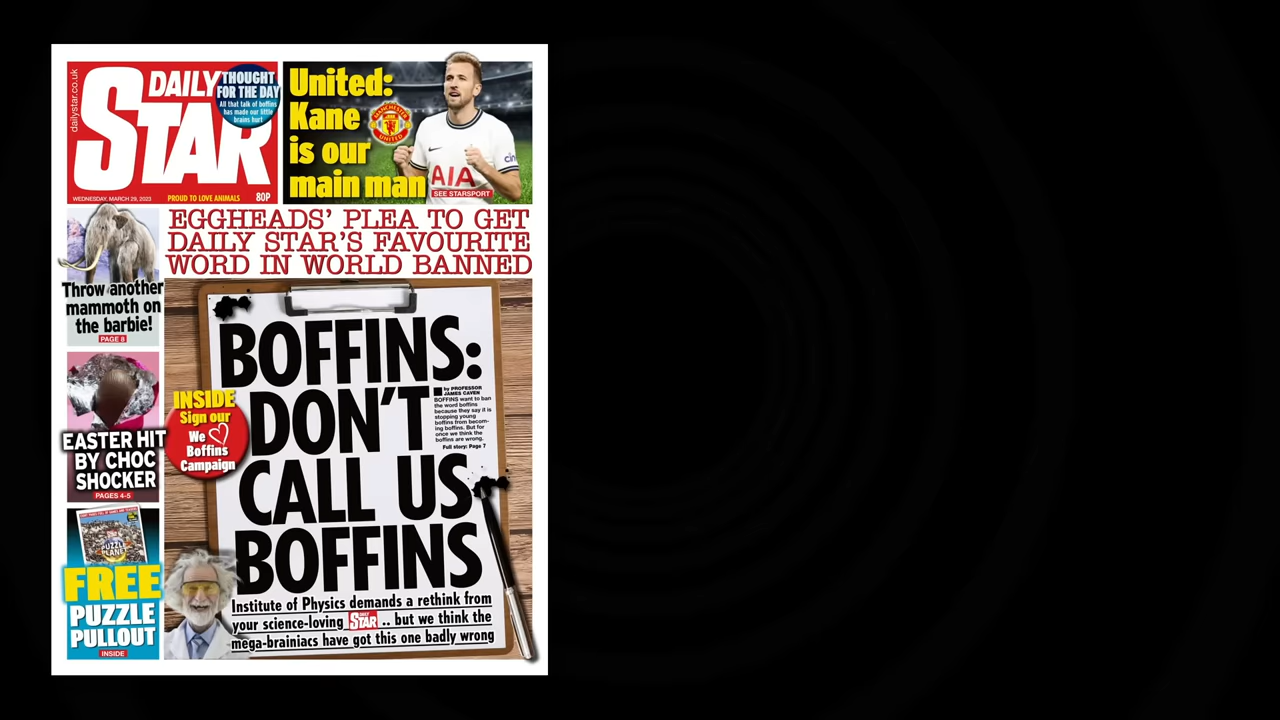 dailystar.co.uk
DAILY
STAR
THOUGHT
FOR THE DAY
All that talk of boffins
has made our little
brains hurt
WEDNESDAY, MARCH 29, 2023
PROUD TO LOVE ANIMALS
80P
United:
Kane
is our
main man
MANCHESTER
UNITED
AIA
SEE STARSPORT
EGGHEADS' PLEA TO GET
DAILY STAR'S FAVOURITE
WORD IN WORLD BANNED
Throw another
mammoth on
the barbie!
PAGE 8
EASTER HIT
BY CHOC
SHOCKER
PAGES 4-5
PUZZLE
PLANET
FREE
PUZZLE
PULLOUT
INSIDE
INSIDE
Sign our
We
Boffins
Campaign
BOFFINS:
DON'T
CALL US
BOFFINS
by PROFESSOR
JAMES CAVEN
BOFFINS want to ban
the word boffins
because they say it is
stopping young
boffins from becom-
ing boffins. But for
once we think the
boffins are wrong.
Full story: Page 7
Institute of Physics demands a rethink from
your science-loving DAILY STAR .. but we think the
mega-brainiacs have got this one badly wrong